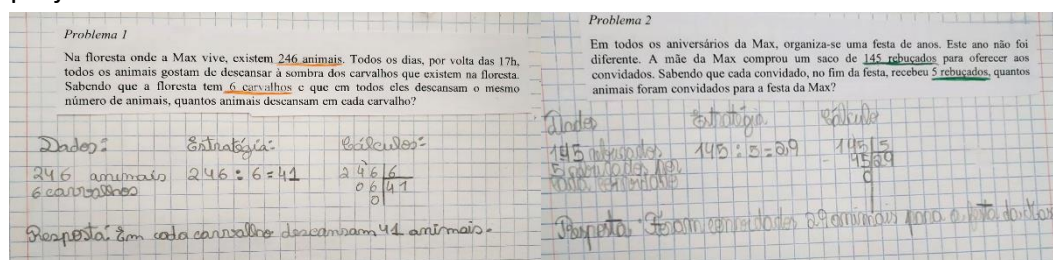 Problema 1
Na floresta onde a Max vive, existem 246 animais. Todos os dias, por volta das 17h,
todos os animais gostam de descansar à sombra dos carvalhos que existem na floresta.
Sabendo que a floresta tem 6 carvalhos e que em todos eles descansam o mesmo
número de animais, quantos animais descansam em cada carvalho?
Dados: Estratégia: Cálculos:
246 animais 246 : 6 = 41 246 6
6 carvalhos 06 41
0
Resposta: Em cada carvalho descansam 41 animais.
Problema 2
Em todos os aniversários da Max, organiza-se uma festa de anos. Este ano não foi
diferente. A mãe da Max comprou um saco de 145 rebuçados para oferecer aos
convidados. Sabendo que cada convidado, no fim da festa, recebeu 5 rebuçados, quantos
animais foram convidados para a festa da Max?
Dados Estratégia Cálculo
145 rebuçados 145 : 5 = 29 145 5
5 rebuçados por - 45 29
cada convidado 0
Resposta: Foram convidados 29 animais para a festa da Max